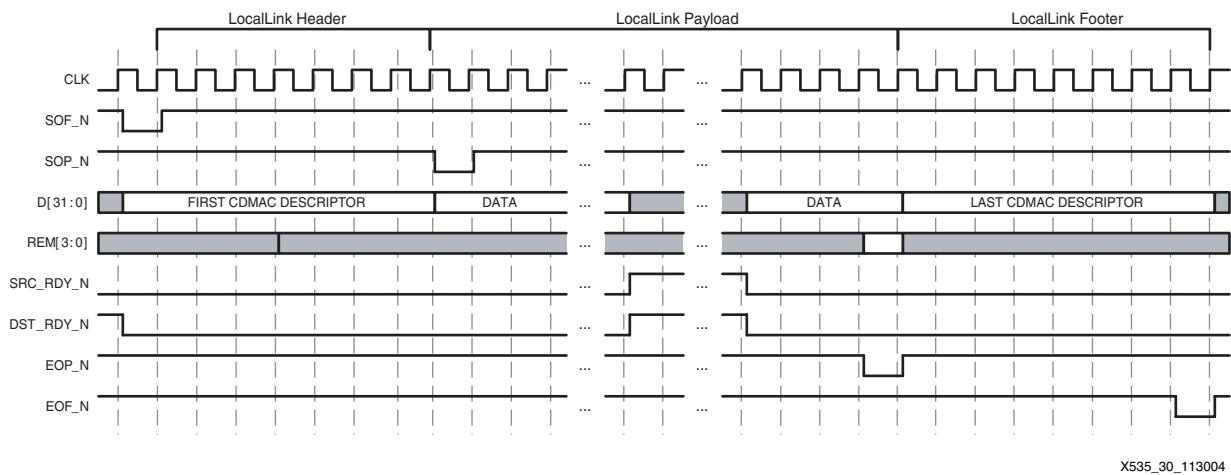 LocalLink Header LocalLink Payload LocalLink Footer
CLK ... ...
SOF_N ... ...
SOP_N ... ...
D[31:0] FIRST CDMAC DESCRIPTOR DATA ... ... DATA LAST CDMAC DESCRIPTOR
REM[3:0] ... ...
SRC_RDY_N ... ...
DST_RDY_N ... ...
EOP_N ... ...
EOF_N ... ...
X535_30_113004